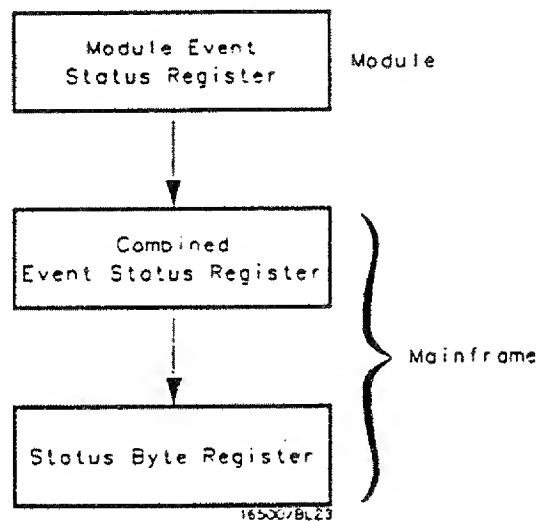 Module Event
Status Register
Module
Combined
Event Status Register
Mainframe
Status Byte Register
16500/BL23